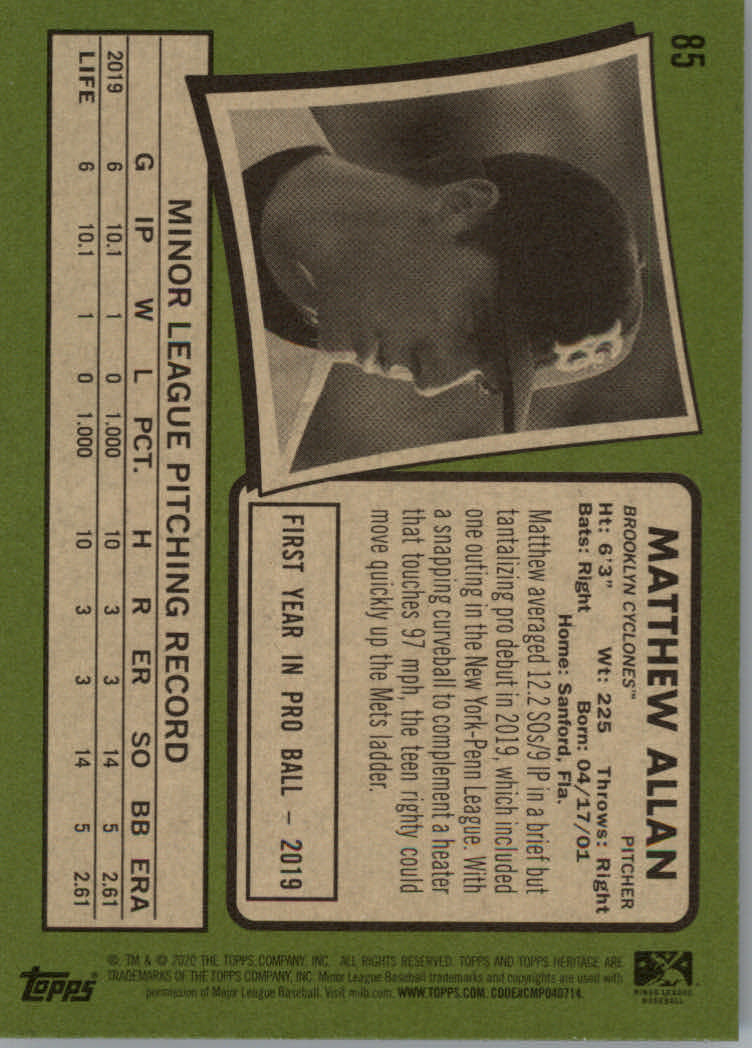 85
MATTHEW ALLAN
BROOKLYN CYCLONES™ PITCHER
Ht: 6'3" Wt: 225 Throws: Right
Bats: Right Born: 04/17/01
Home: Sanford, Fla.
Matthew averaged 12.2 SOs/9 IP in a brief but
tantalizing pro debut in 2019, which included
one outing in the New York-Penn League. With
a snapping curveball to complement a heater
that touches 97 mph, the teen righty could
move quickly up the Mets ladder.
FIRST YEAR IN PRO BALL – 2019
MINOR LEAGUE PITCHING RECORD
G IP W L PCT. H R ER SO BB ERA
2019 6 10.1 1 0 1.000 10 3 3 14 5 2.61
LIFE 6 10.1 1 0 1.000 10 3 3 14 5 2.61
MINOR LEAGUE
BASEBALL
®, TM & © 2020 THE TOPPS COMPANY, INC. ALL RIGHTS RESERVED. TOPPS AND TOPPS HERITAGE ARE
TRADEMARKS OF THE TOPPS COMPANY, INC. Minor League Baseball trademarks and copyrights are used with
permission of Major League Baseball. Visit milb.com. WWW.TOPPS.COM. CODE#CMP040714.
Topps®